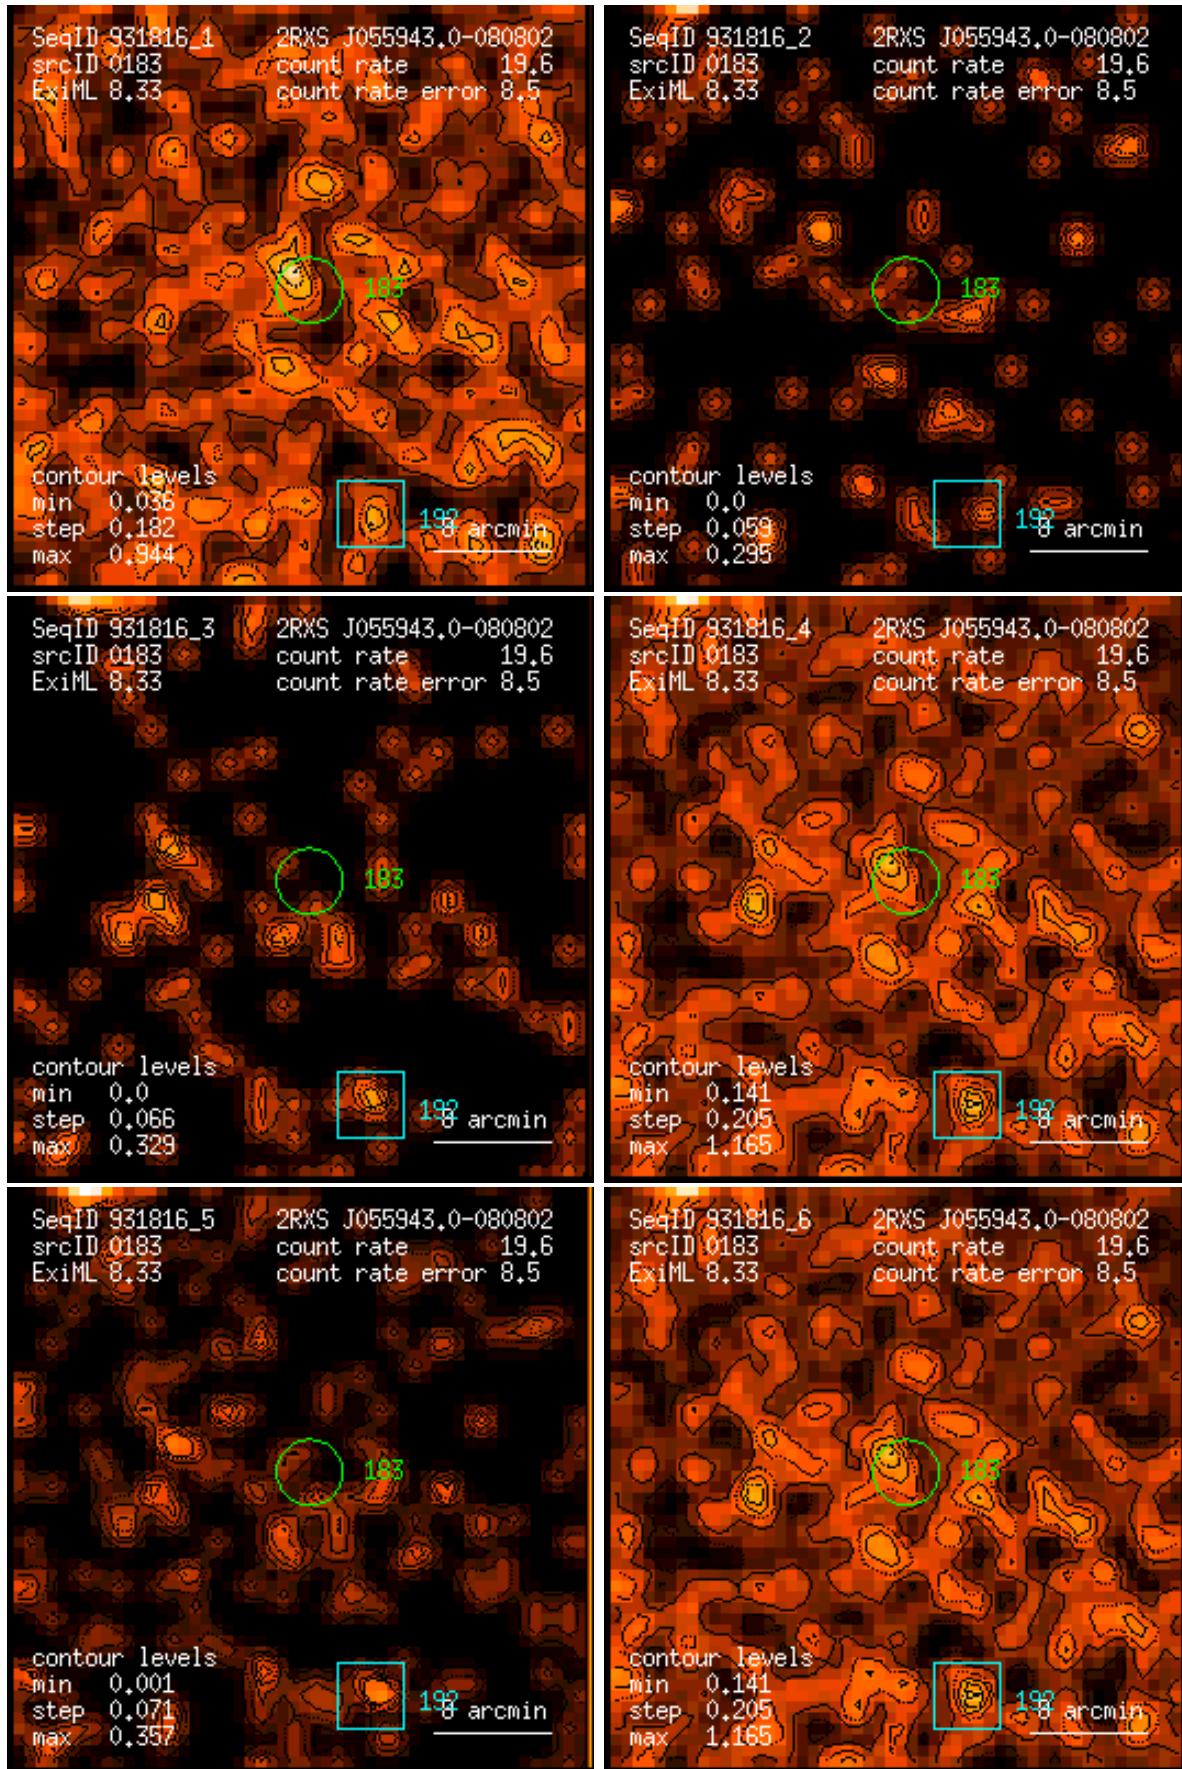 SeqID 931816_1 2RXS J055943.0-080802
srcID 0183 count rate 19.6
ExiML 8.33 count rate error 8.5
183
contour levels
min 0.036
step 0.182
max 0.944
192
8 arcmin
SeqID 931816_2 2RXS J055943.0-080802
srcID 0183 count rate 19.6
ExiML 8.33 count rate error 8.5
183
contour levels
min 0.0
step 0.059
max 0.295
192
8 arcmin
SeqID 931816_3 2RXS J055943.0-080802
srcID 0183 count rate 19.6
ExiML 8.33 count rate error 8.5
183
contour levels
min 0.0
step 0.066
max 0.329
192
8 arcmin
SeqID 931816_4 2RXS J055943.0-080802
srcID 0183 count rate 19.6
ExiML 8.33 count rate error 8.5
183
contour levels
min 0.141
step 0.205
max 1.165
192
8 arcmin
SeqID 931816_5 2RXS J055943.0-080802
srcID 0183 count rate 19.6
ExiML 8.33 count rate error 8.5
183
contour levels
min 0.001
step 0.071
max 0.357
192
8 arcmin
SeqID 931816_6 2RXS J055943.0-080802
srcID 0183 count rate 19.6
ExiML 8.33 count rate error 8.5
183
contour levels
min 0.141
step 0.205
max 1.165
192
8 arcmin